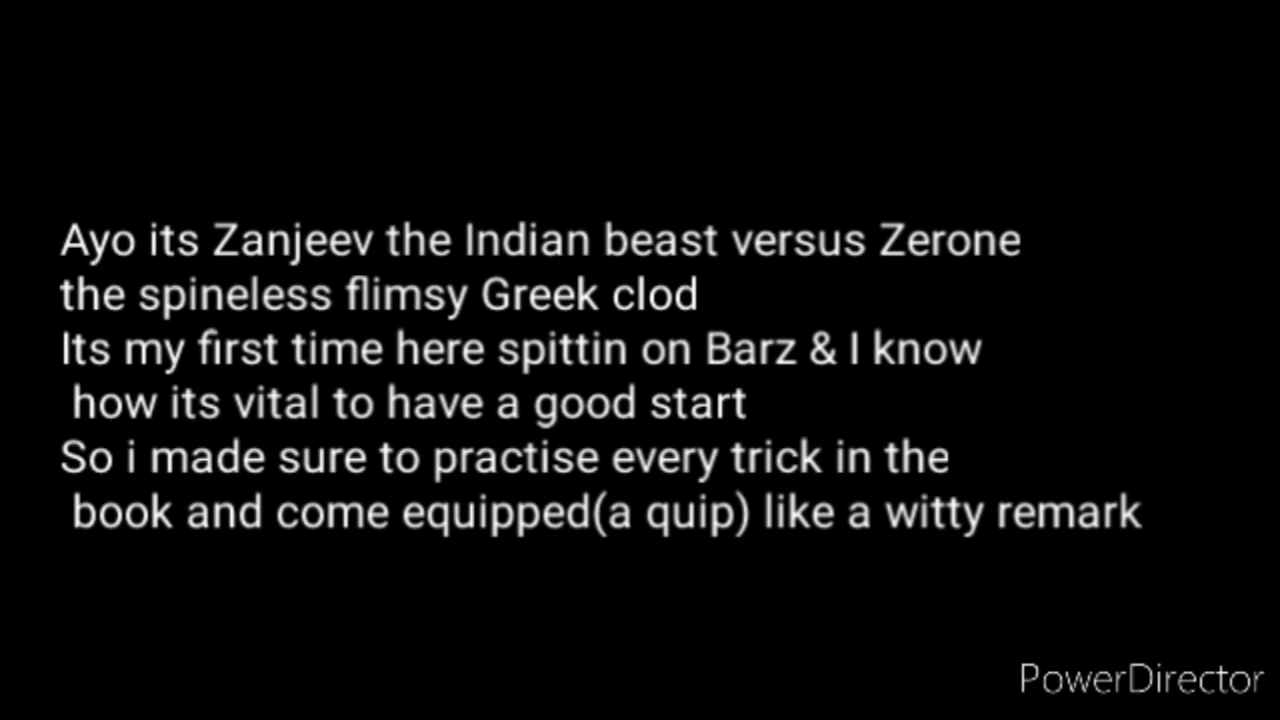 Ayo its Zanjeev the Indian beast versus Zerone
the spineless flimsy Greek clod
Its my first time here spittin on Barz & I know
how its vital to have a good start
So i made sure to practise every trick in the
book and come equipped(a quip) like a witty remark
PowerDirector